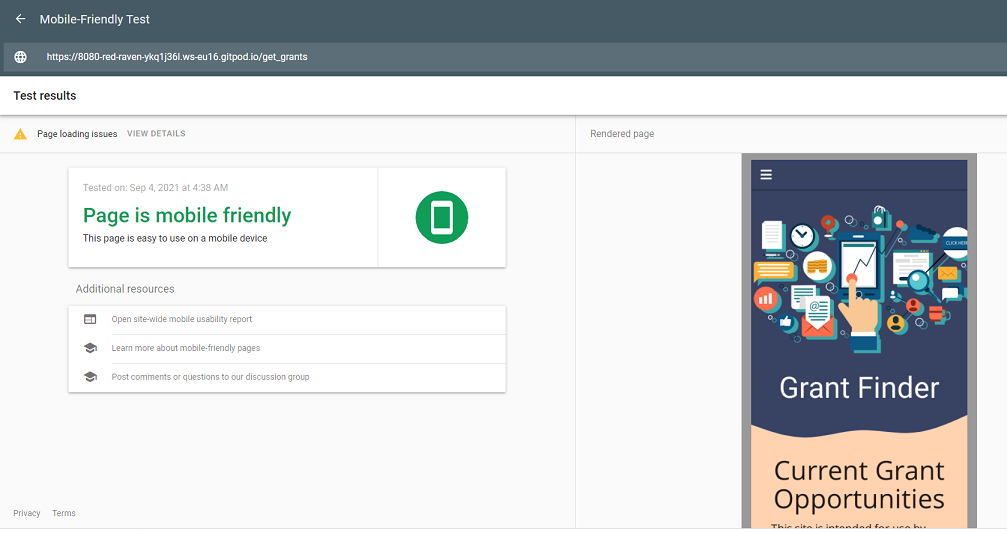 Mobile-Friendly Test
https://8080-red-raven-ykq1j36l.ws-eu16.gitpod.io/get_grants
Test results
Page loading issues VIEW DETAILS
Rendered page
Tested on: Sep 4, 2021 at 4:38 AM
Page is mobile friendly
This page is easy to use on a mobile device
Additional resources
Open site-wide mobile usability report
Learn more about mobile-friendly pages
Post comments or questions to our discussion group
CLICK HERE
@
Grant Finder
Current Grant
Opportunities
This site is intended for use by
Privacy Terms